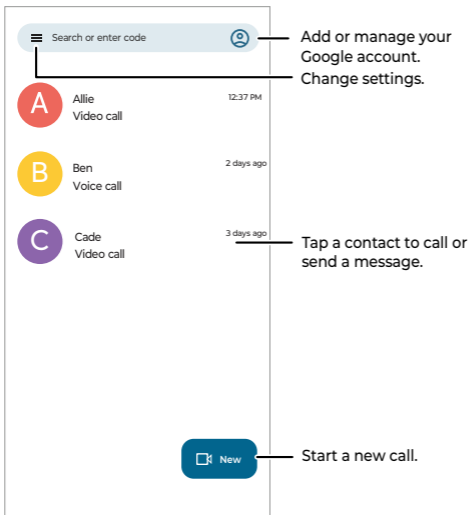 Search or enter code
Add or manage your
Google account.
Change settings.
A
Allie
12:37 PM
Video call
B
Ben
2 days ago
Voice call
C
Cade
3 days ago
Video call
Tap a contact to call or
send a message.
New
Start a new call.